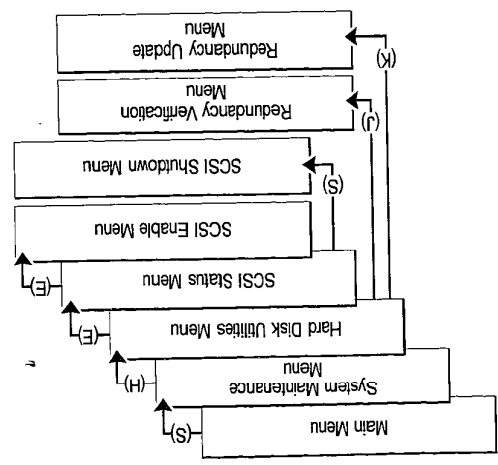 Main Menu
(S)
System Maintenance
Menu
(H)
Hard Disk Utilities Menu
(E)
SCSI Status Menu
(E)
SCSI Enable Menu
(S)
SCSI Shutdown Menu
(J)
Redundancy Verification
Menu
(K)
Redundancy Update
Menu